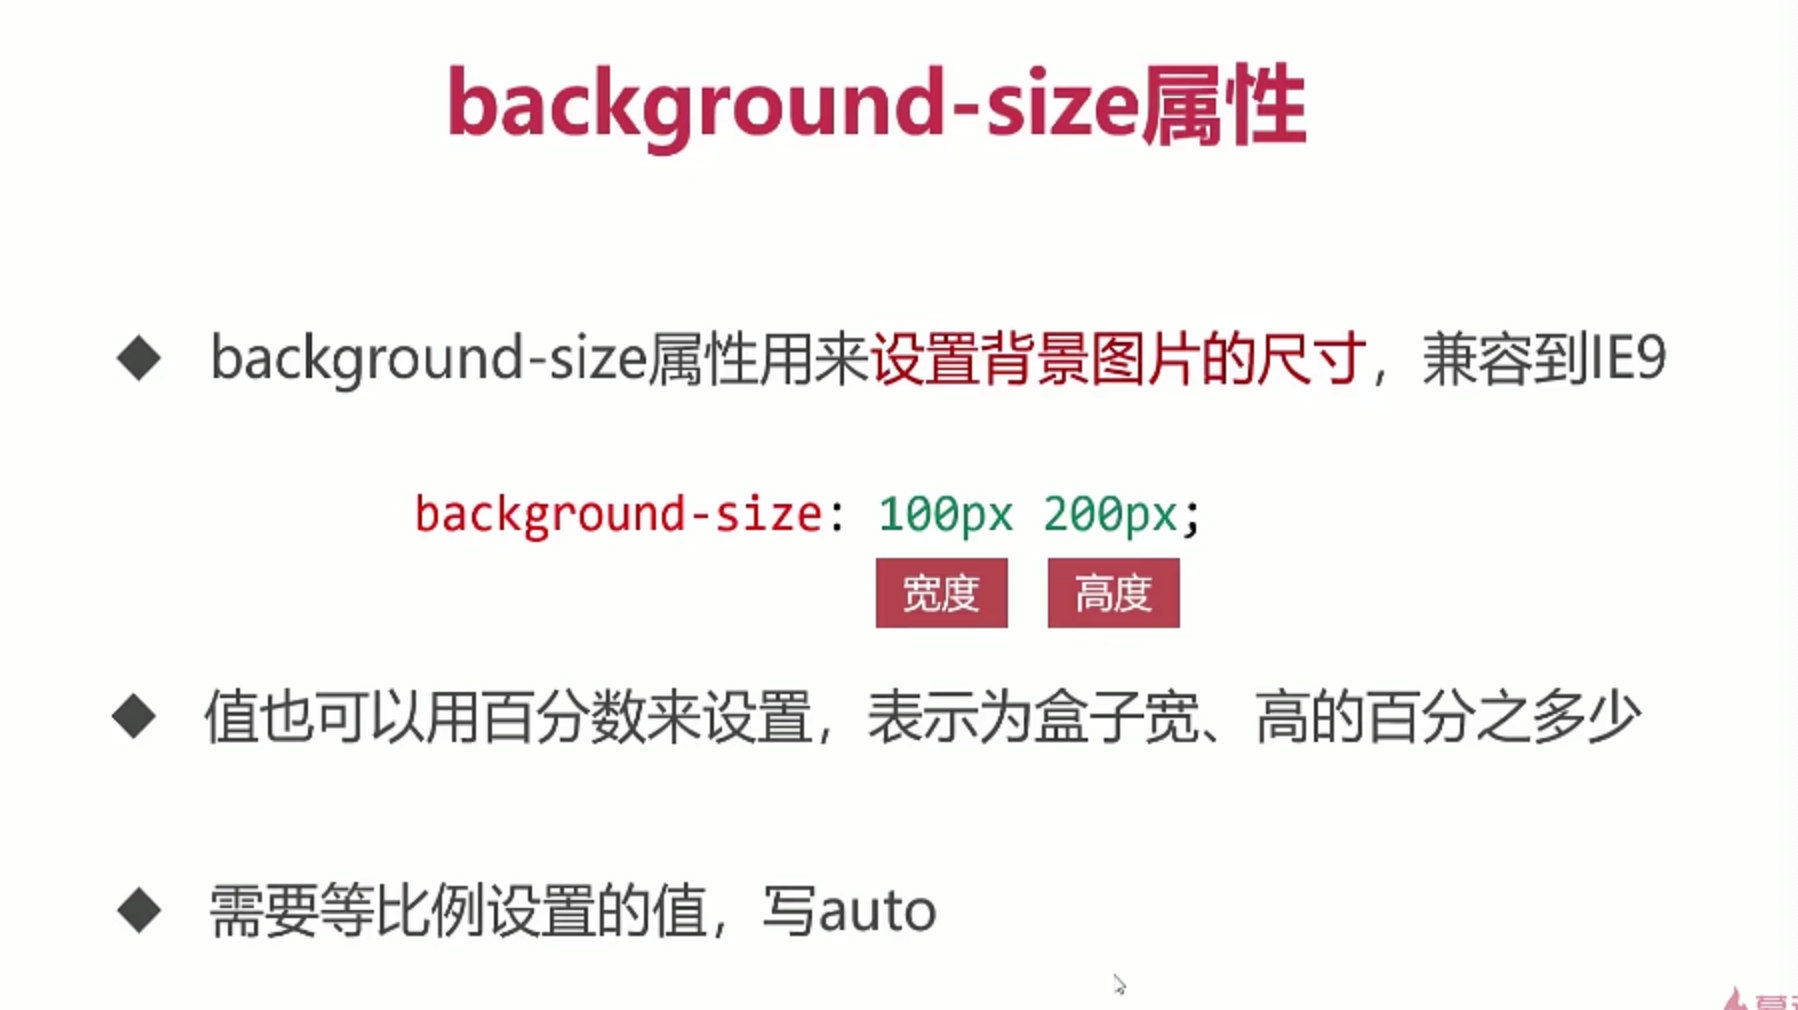 background-size属性
background-size属性用来设置背景图片的尺寸，兼容到IE9
background-size: 100px 200px;
宽度 高度
值也可以用百分数来设置，表示为盒子宽、高的百分之多少
需要等比例设置的值，写auto